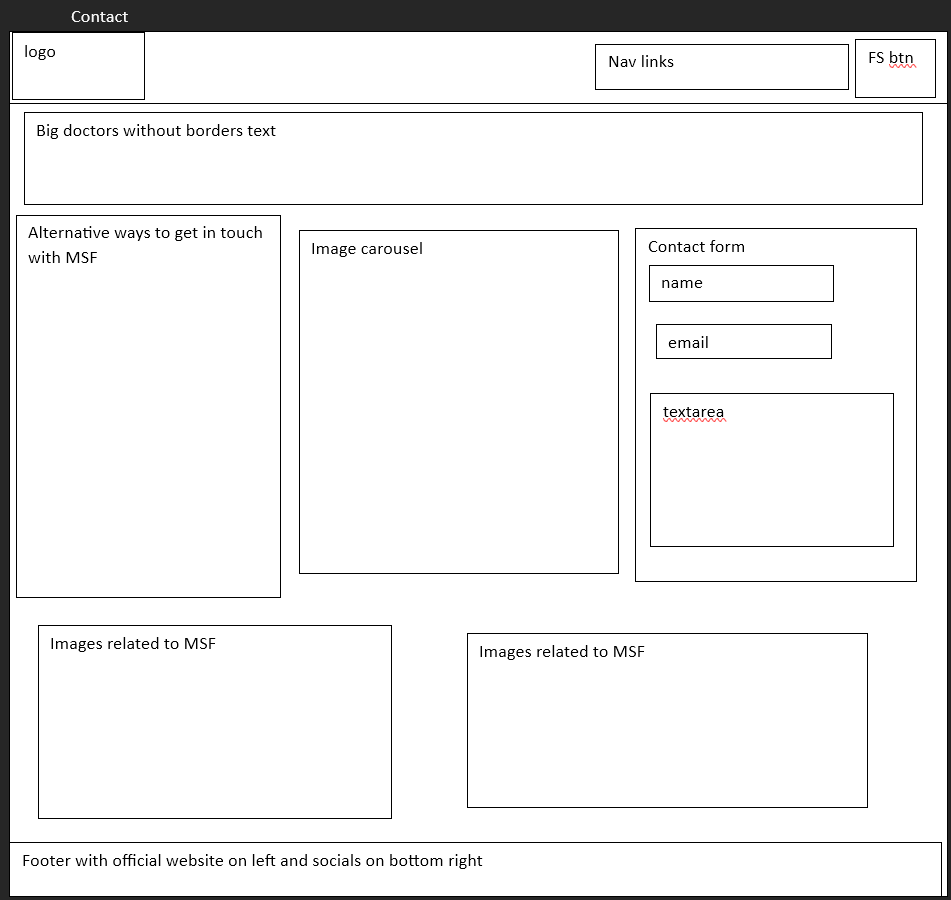 Contact
logo
Nav links
FS btn
Big doctors without borders text
Alternative ways to get in touch
with MSF
Image carousel
Contact form
name
email
textarea
Images related to MSF
Images related to MSF
Footer with official website on left and socials on bottom right